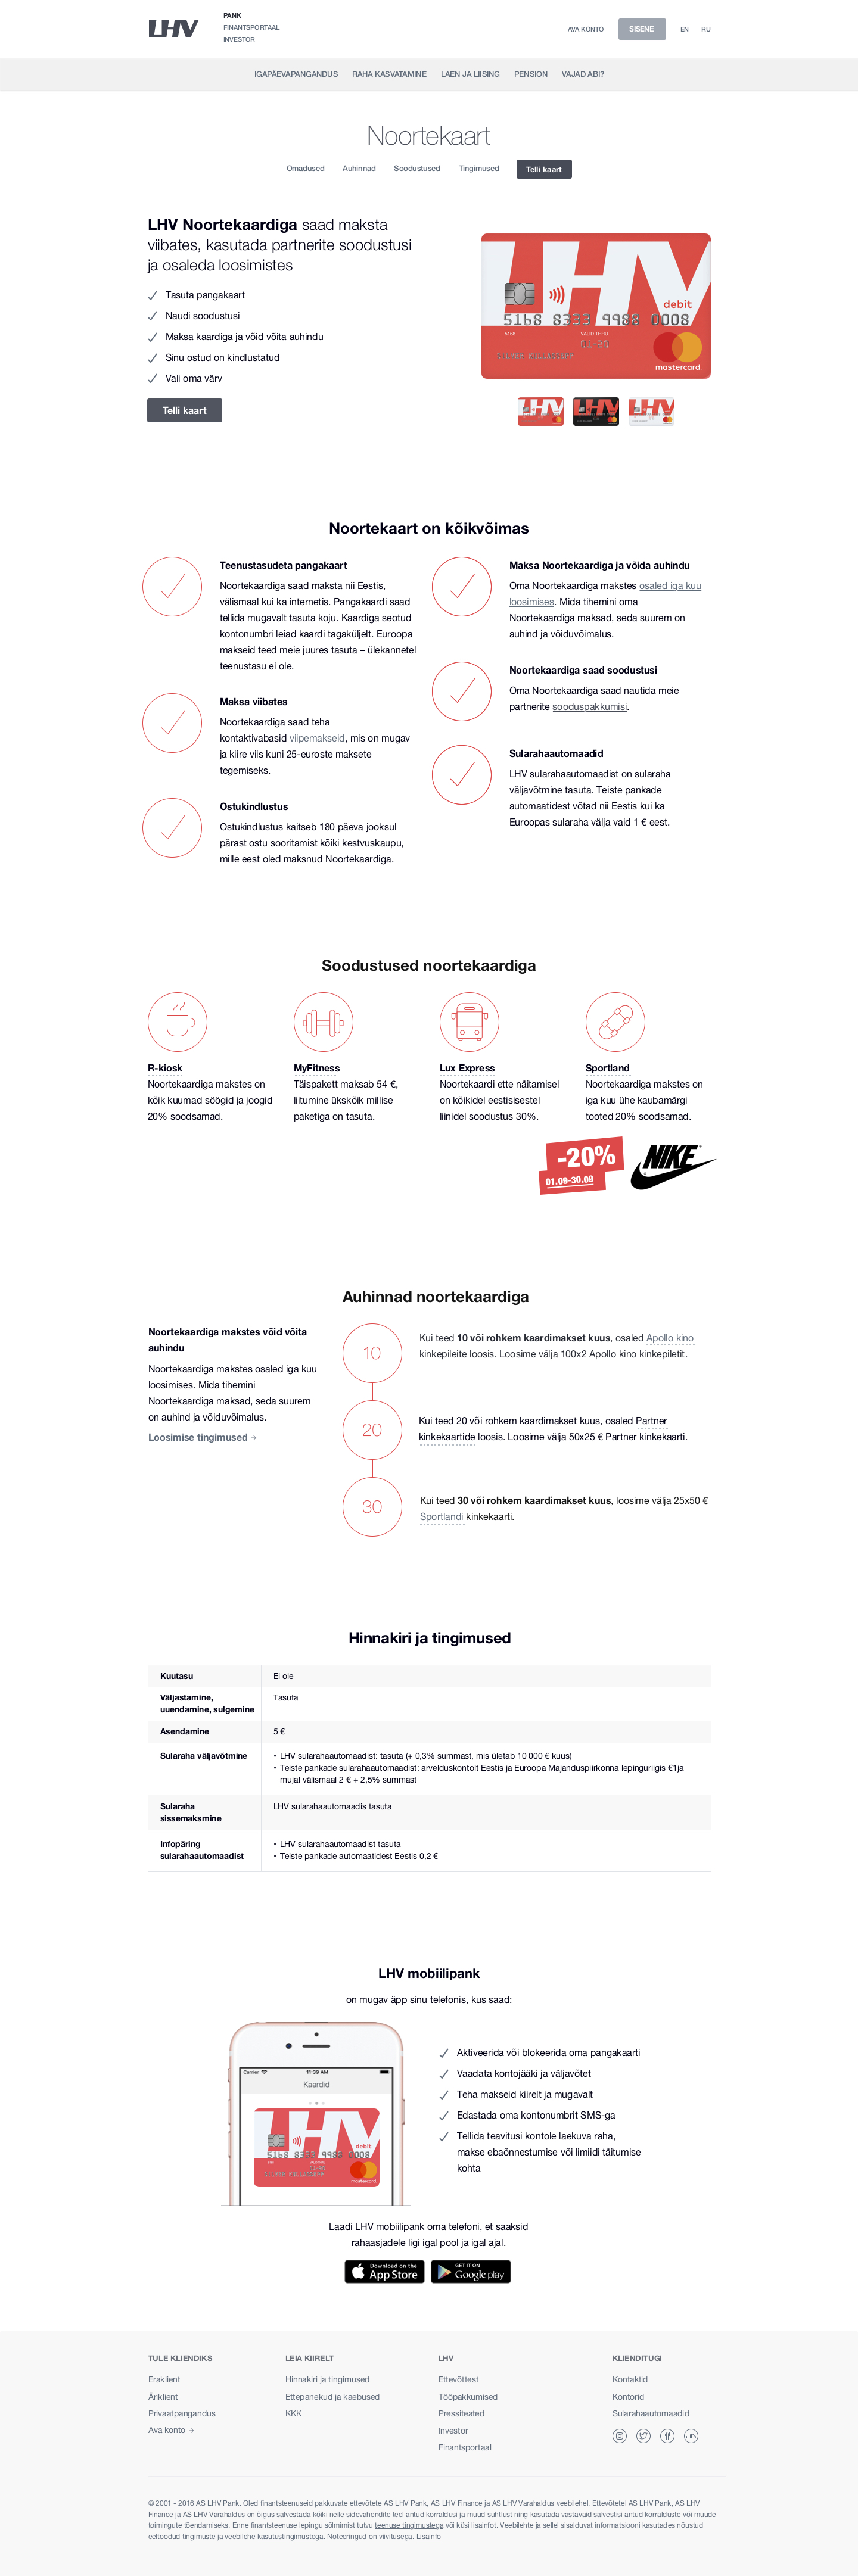 LHV
PANK
FINANTSPORTAAL
INVESTOR
AVA KONTO
SISENE
EN
RU
IGAPÄEVAPANGANDUS
RAHA KASVATAMINE
LAEN JA LIISING
PENSION
VAJAD ABI?
Noortekaart
Omadused
Auhinnad
Soodustused
Tingimused
Telli kaart
LHV Noortekaardiga saad maksta
viibates, kasutada partnerite soodustusi
ja osaleda loosimistes
Tasuta pangakaart
Naudi soodustusi
Maksa kaardiga ja võid võita auhindu
Sinu ostud on kindlustatud
Vali oma värv
Telli kaart
LHV
debit
5168 8333 9988 0008
5168
VALID THRU
mastercard
Noortekaart on kõikvõimas
Teenustasudeta pangakaart
Noortekaardiga saad maksta nii Eestis,
välismaal kui ka internetis. Pangakaardi saad
tellida mugavalt tasuta koju. Kaardiga seotud
kontonumbri leiad kaardi tagaküljelt. Euroopa
makseid teed meie juures tasuta – ülekannetel
teenustasu ei ole.
Maksa viibates
Noortekaardiga saad teha
kontaktivabasid viipemakseid, mis on mugav
ja kiire viis kuni 25-euroste maksete
tegemiseks.
Ostukindlustus
Ostukindlustus kaitseb 180 päeva jooksul
pärast ostu sooritamist kõiki kestvuskaupu,
mille eest oled maksnud Noortekaardiga.
Maksa Noortekaardiga ja võida auhindu
Oma Noortekaardiga makstes osaled iga kuu
loosimises. Mida tihemini oma
Noortekaardiga maksad, seda suurem on
auhind ja võiduvõimalus.
Noortekaardiga saad soodustusi
Oma Noortekaardiga saad nautida meie
partnerite sooduspakkumisi.
Sularahaautomaadid
LHV sularahaautomaadist on sularaha
väljavõtmine tasuta. Teiste pankade
automaatidest võtad nii Eestis kui ka
Euroopas sularaha välja vaid 1 € eest.
Soodustused noortekaardiga
R-kiosk
Noortekaardiga makstes on
kõik kuumad söögid ja joogid
20% soodsamad.
MyFitness
Täispakett maksab 54 €,
liitumine ükskõik millise
paketiga on tasuta.
Lux Express
Noortekaardi ette näitamisel
on kõikidel eestisisestel
liinidel soodustus 30%.
Sportland
Noortekaardiga makstes on
iga kuu ühe kaubamärgi
tooted 20% soodsamad.
-20%
01.09-30.09
NIKE
Auhinnad noortekaardiga
Noortekaardiga makstes võid võita
auhindu
Noortekaardiga makstes osaled iga kuu
loosimises. Mida tihemini
Noortekaardiga maksad, seda suurem
on auhind ja võiduvõimalus.
Loosimise tingimused →
10
Kui teed 10 või rohkem kaardimakset kuus, osaled Apollo kino
kinkepileite loosis. Loosime välja 100x2 Apollo kino kinkepiletit.
20
Kui teed 20 või rohkem kaardimakset kuus, osaled Partner
kinkekaartide loosis. Loosime välja 50x25 € Partner kinkekaarti.
30
Kui teed 30 või rohkem kaardimakset kuus, loosime välja 25x50 €
Sportlandi kinkekaarti.
Hinnakiri ja tingimused
Kuutasu
Ei ole
Väljastamine,
uuendamine, sulgemine
Tasuta
Asendamine
5 €
Sularaha väljavõtmine
• LHV sularahaautomaadist: tasuta (+ 0,3% summast, mis ületab 10 000 € kuus)
• Teiste pankade sularahaautomaadist: arvelduskontolt Eestis ja Euroopa Majanduspiirkonna lepinguriigis €1ja
mujal välismaal 2 € + 2,5% summast
Sularaha
sissemaksmine
LHV sularahaautomaadis tasuta
Infopäring
sularahaautomaadist
• LHV sularahaautomaadist tasuta
• Teiste pankade automaatidest Eestis 0,2 €
LHV mobiilipank
on mugav äpp sinu telefonis, kus saad:
Carrier
11:39 AM
Kaardid
LHV
debit
5168 8333 9988 0008
mastercard
Aktiveerida või blokeerida oma pangakaarti
Vaadata kontojääki ja väljavõtet
Teha makseid kiirelt ja mugavalt
Edastada oma kontonumbrit SMS-ga
Tellida teavitusi kontole laekuva raha,
makse ebaõnnestumise või limiidi täitumise
kohta
Laadi LHV mobiilipank oma telefoni, et saaksid
rahaasjadele ligi igal pool ja igal ajal.
Download on the
App Store
GET IT ON
Google play
TULE KLIENDIKS
Eraklient
Äriklient
Privaatpangandus
Ava konto →
LEIA KIIRELT
Hinnakiri ja tingimused
Ettepanekud ja kaebused
KKK
LHV
Ettevõttest
Tööpakkumised
Pressiteated
Investor
Finantsportaal
KLIENDITUGI
Kontaktid
Kontorid
Sularahaautomaadid
© 2001 - 2016 AS LHV Pank. Oled finantsteenuseid pakkuvate ettevõtete AS LHV Pank, AS LHV Finance ja AS LHV Varahaldus veebilehel. Ettevõtetel AS LHV Pank, AS LHV
Finance ja AS LHV Varahaldus on õigus salvestada kõiki nelle sidevahendite teel antud korraldusi ja muud suhtlust ning kasutada vastavaid salvestisi antud korralduste või muude
toimingute tõendamiseks. Enne finantsteenuse lepingu sõlmimist tutvu teenuse tingimustega või küsi lisainfot. Veebilehte ja sellel sisalduvat informatsiooni kasutades nõustud
eeltoodud tingimuste ja veebilehe kasutustingimustega. Noteeringud on viivitusega. Lisainfo